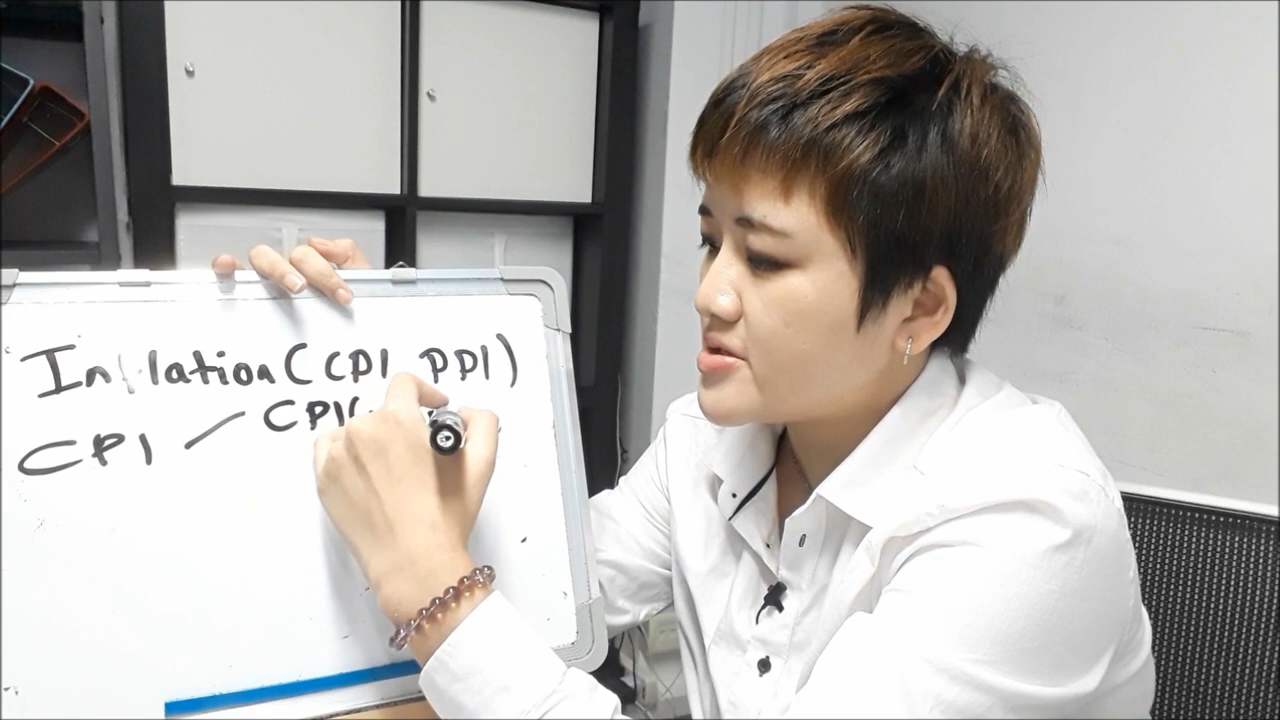 Inflation (CPI, PPI)
CPI — CPI(